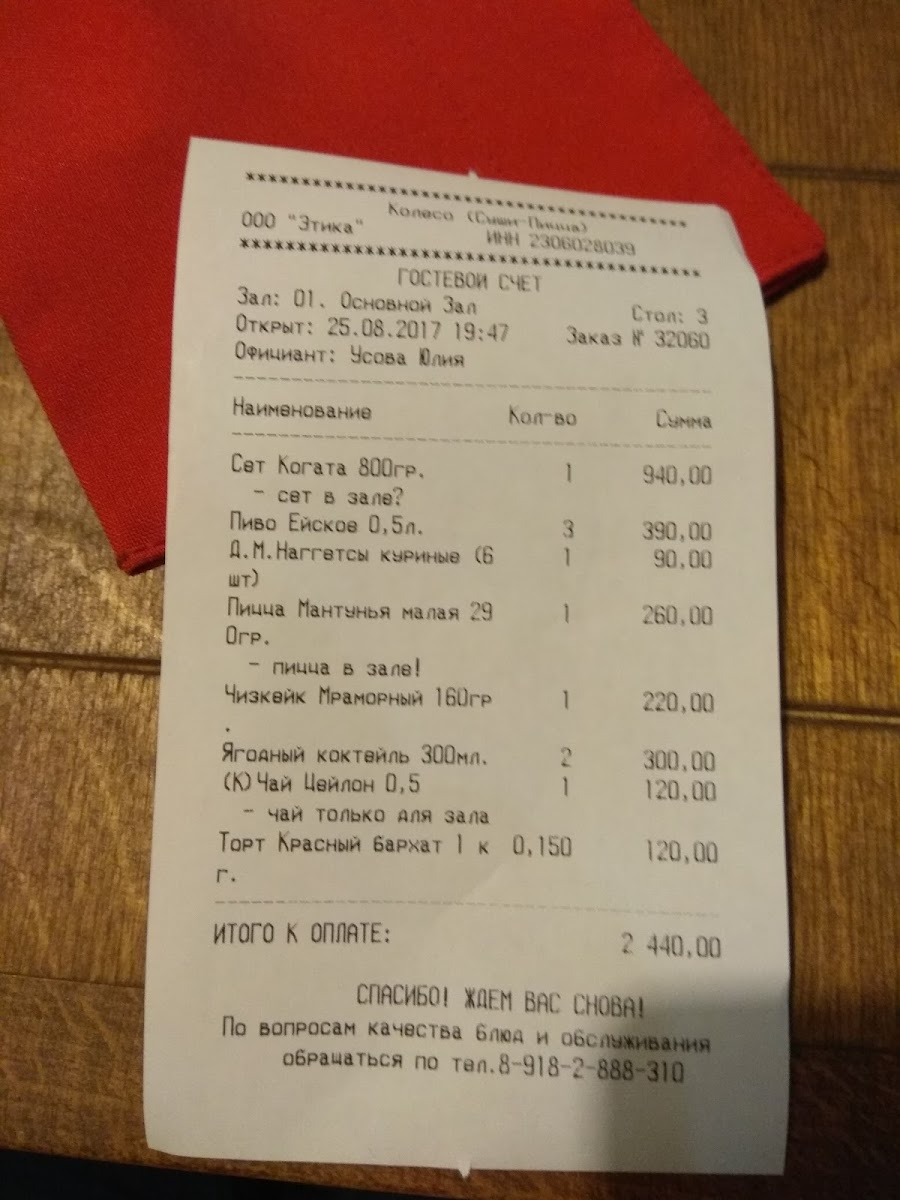 ****************************************
Колесо (Суши-Пицца)
ООО "Этика" ИНН 2306028039
****************************************
ГОСТЕВОЙ СЧЕТ
Зал: 01. Основной Зал Стол: 3
Открыт: 25.08.2017 19:47 Заказ № 32060
Официант: Усова Юлия
Наименование Кол-во Сумма
Сет Когата 800гр. 1 940,00
- сет в зале?
Пиво Ейское 0,5л. 3 390,00
Д.М.Наггетсы куриные (6 1 90,00
шт)
Пицца Мантунья малая 29 1 260,00
0гр.
- пицца в зале!
Чизкейк Мраморный 160гр 1 220,00
.
Ягодный коктейль 300мл. 2 300,00
(К)Чай Цейлон 0,5 1 120,00
- чай только для зала
Торт Красный бархат 1 к 0,150 120,00
г.
ИТОГО К ОПЛАТЕ: 2 440,00
СПАСИБО! ЖДЕМ ВАС СНОВА!
По вопросам качества блюд и обслуживания
обращаться по тел.8-918-2-888-310